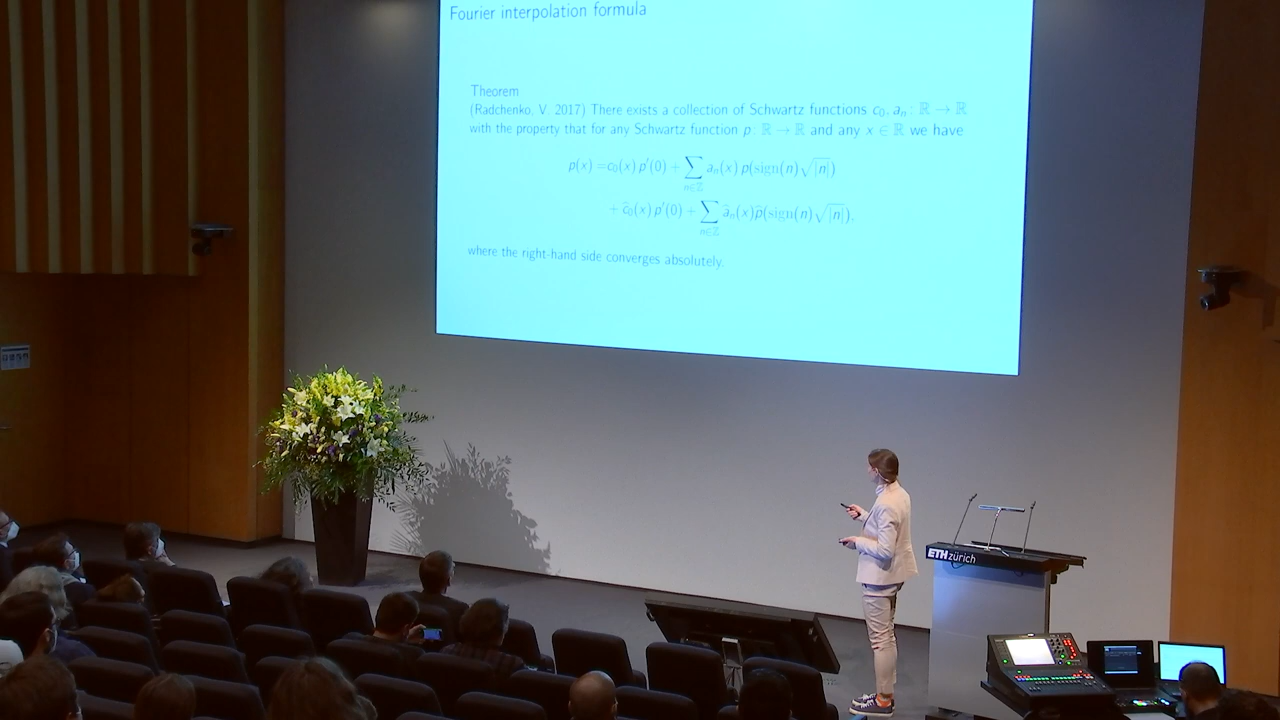 Fourier interpolation formula
Theorem
(Radchenko, V. 2017) There exists a collection of Schwartz functions c₀, aₙ : ℝ → ℝ
with the property that for any Schwartz function p : ℝ → ℝ and any x ∈ ℝ we have
p(x) =c₀(x) p′(0) + ∑ₙ∈ℤ aₙ(x) p(sign(n)√|n|)
+ ĉ₀(x) p′(0) + ∑ₙ∈ℤ âₙ(x)p̂(sign(n)√|n|),
where the right-hand side converges absolutely.
ETH zürich